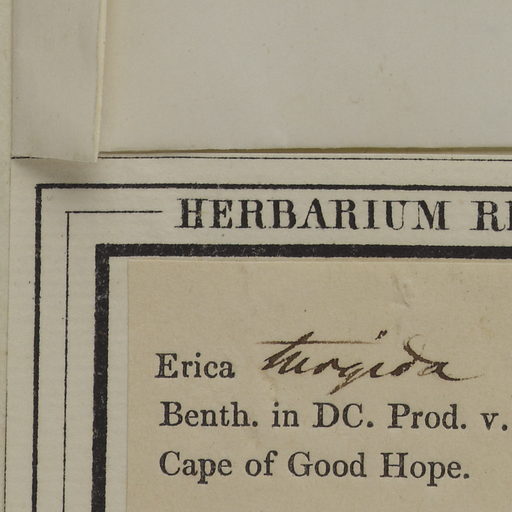 HERBARIUM
Erica turgida
Benth. in DC. Prod. v.
Cape of Good Hope.